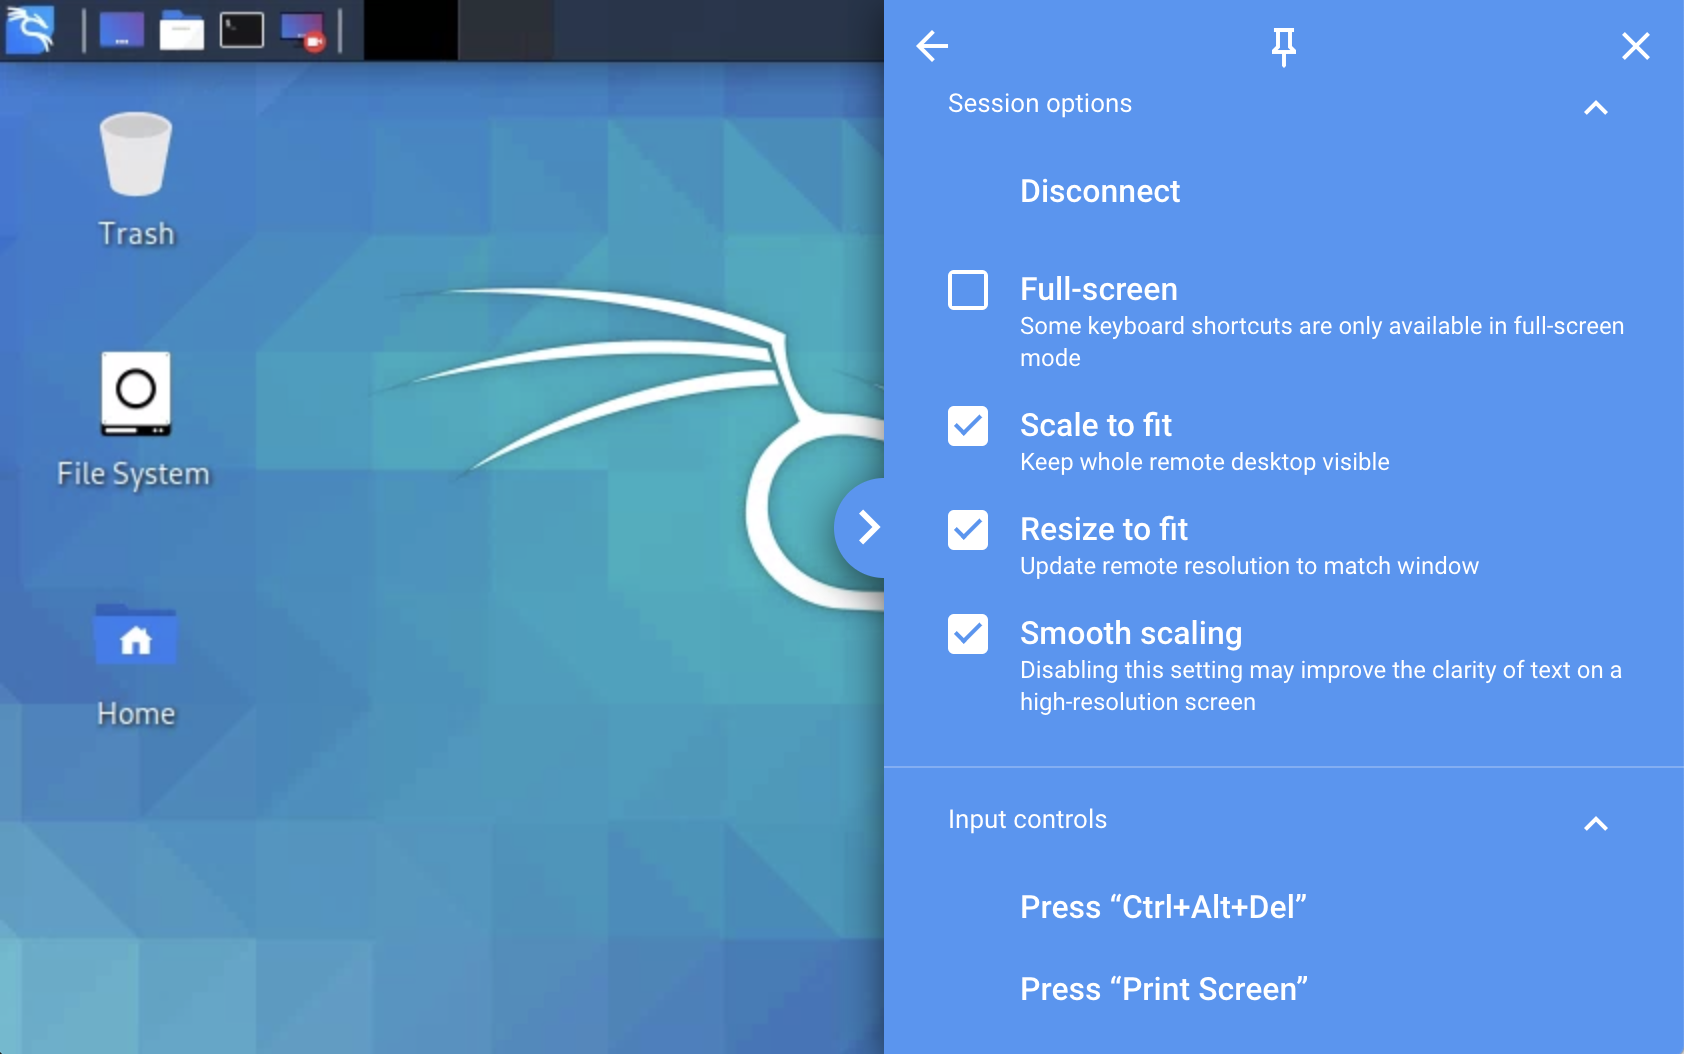 Trash
File System
Home
Session options
Disconnect
Full-screen
Some keyboard shortcuts are only available in full-screen
mode
Scale to fit
Keep whole remote desktop visible
Resize to fit
Update remote resolution to match window
Smooth scaling
Disabling this setting may improve the clarity of text on a
high-resolution screen
Input controls
Press “Ctrl+Alt+Del”
Press “Print Screen”